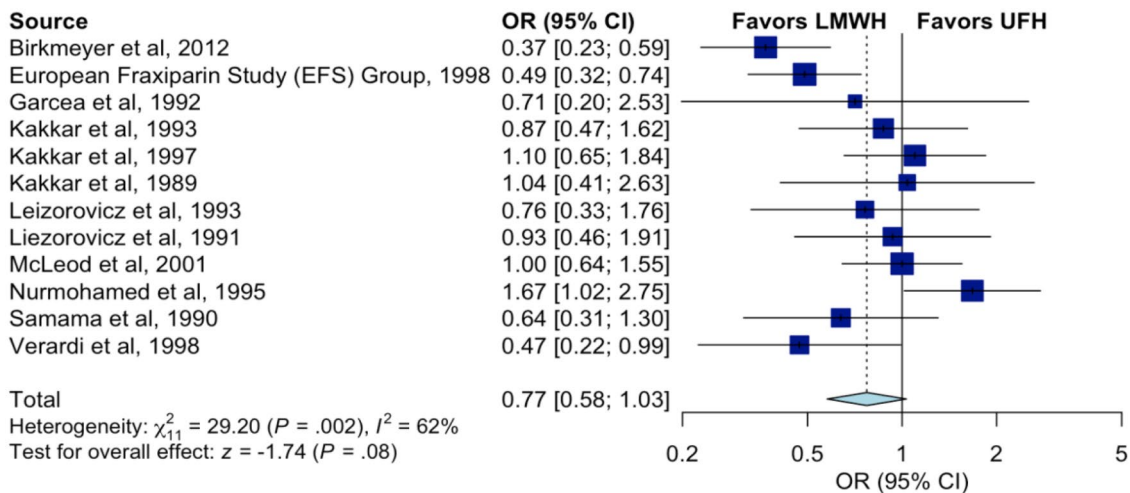 Source OR (95% CI) Favors LMWH Favors UFH
Birkmeyer et al, 2012 0.37 [0.23; 0.59]
European Fraxiparin Study (EFS) Group, 1998 0.49 [0.32; 0.74]
Garcea et al, 1992 0.71 [0.20; 2.53]
Kakkar et al, 1993 0.87 [0.47; 1.62]
Kakkar et al, 1997 1.10 [0.65; 1.84]
Kakkar et al, 1989 1.04 [0.41; 2.63]
Leizorovicz et al, 1993 0.76 [0.33; 1.76]
Liezorovicz et al, 1991 0.93 [0.46; 1.91]
McLeod et al, 2001 1.00 [0.64; 1.55]
Nurmohamed et al, 1995 1.67 [1.02; 2.75]
Samama et al, 1990 0.64 [0.31; 1.30]
Verardi et al, 1998 0.47 [0.22; 0.99]
Total 0.77 [0.58; 1.03]
Heterogeneity: χ²₁₁ = 29.20 (P = .002), I² = 62%
Test for overall effect: z = -1.74 (P = .08)
0.2 0.5 1 2 5
OR (95% CI)